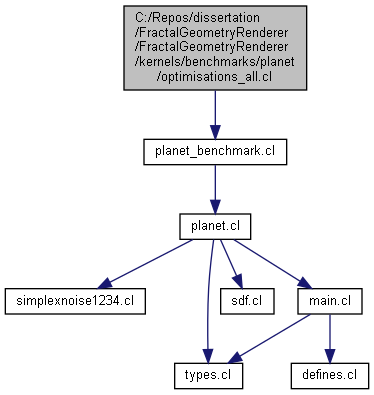 C:/Repos/dissertation
/FractalGeometryRenderer
/FractalGeometryRenderer
/kernels/benchmarks/planet
/optimisations_all.cl
planet_benchmark.cl
planet.cl
simplexnoise1234.cl
sdf.cl
main.cl
types.cl
defines.cl